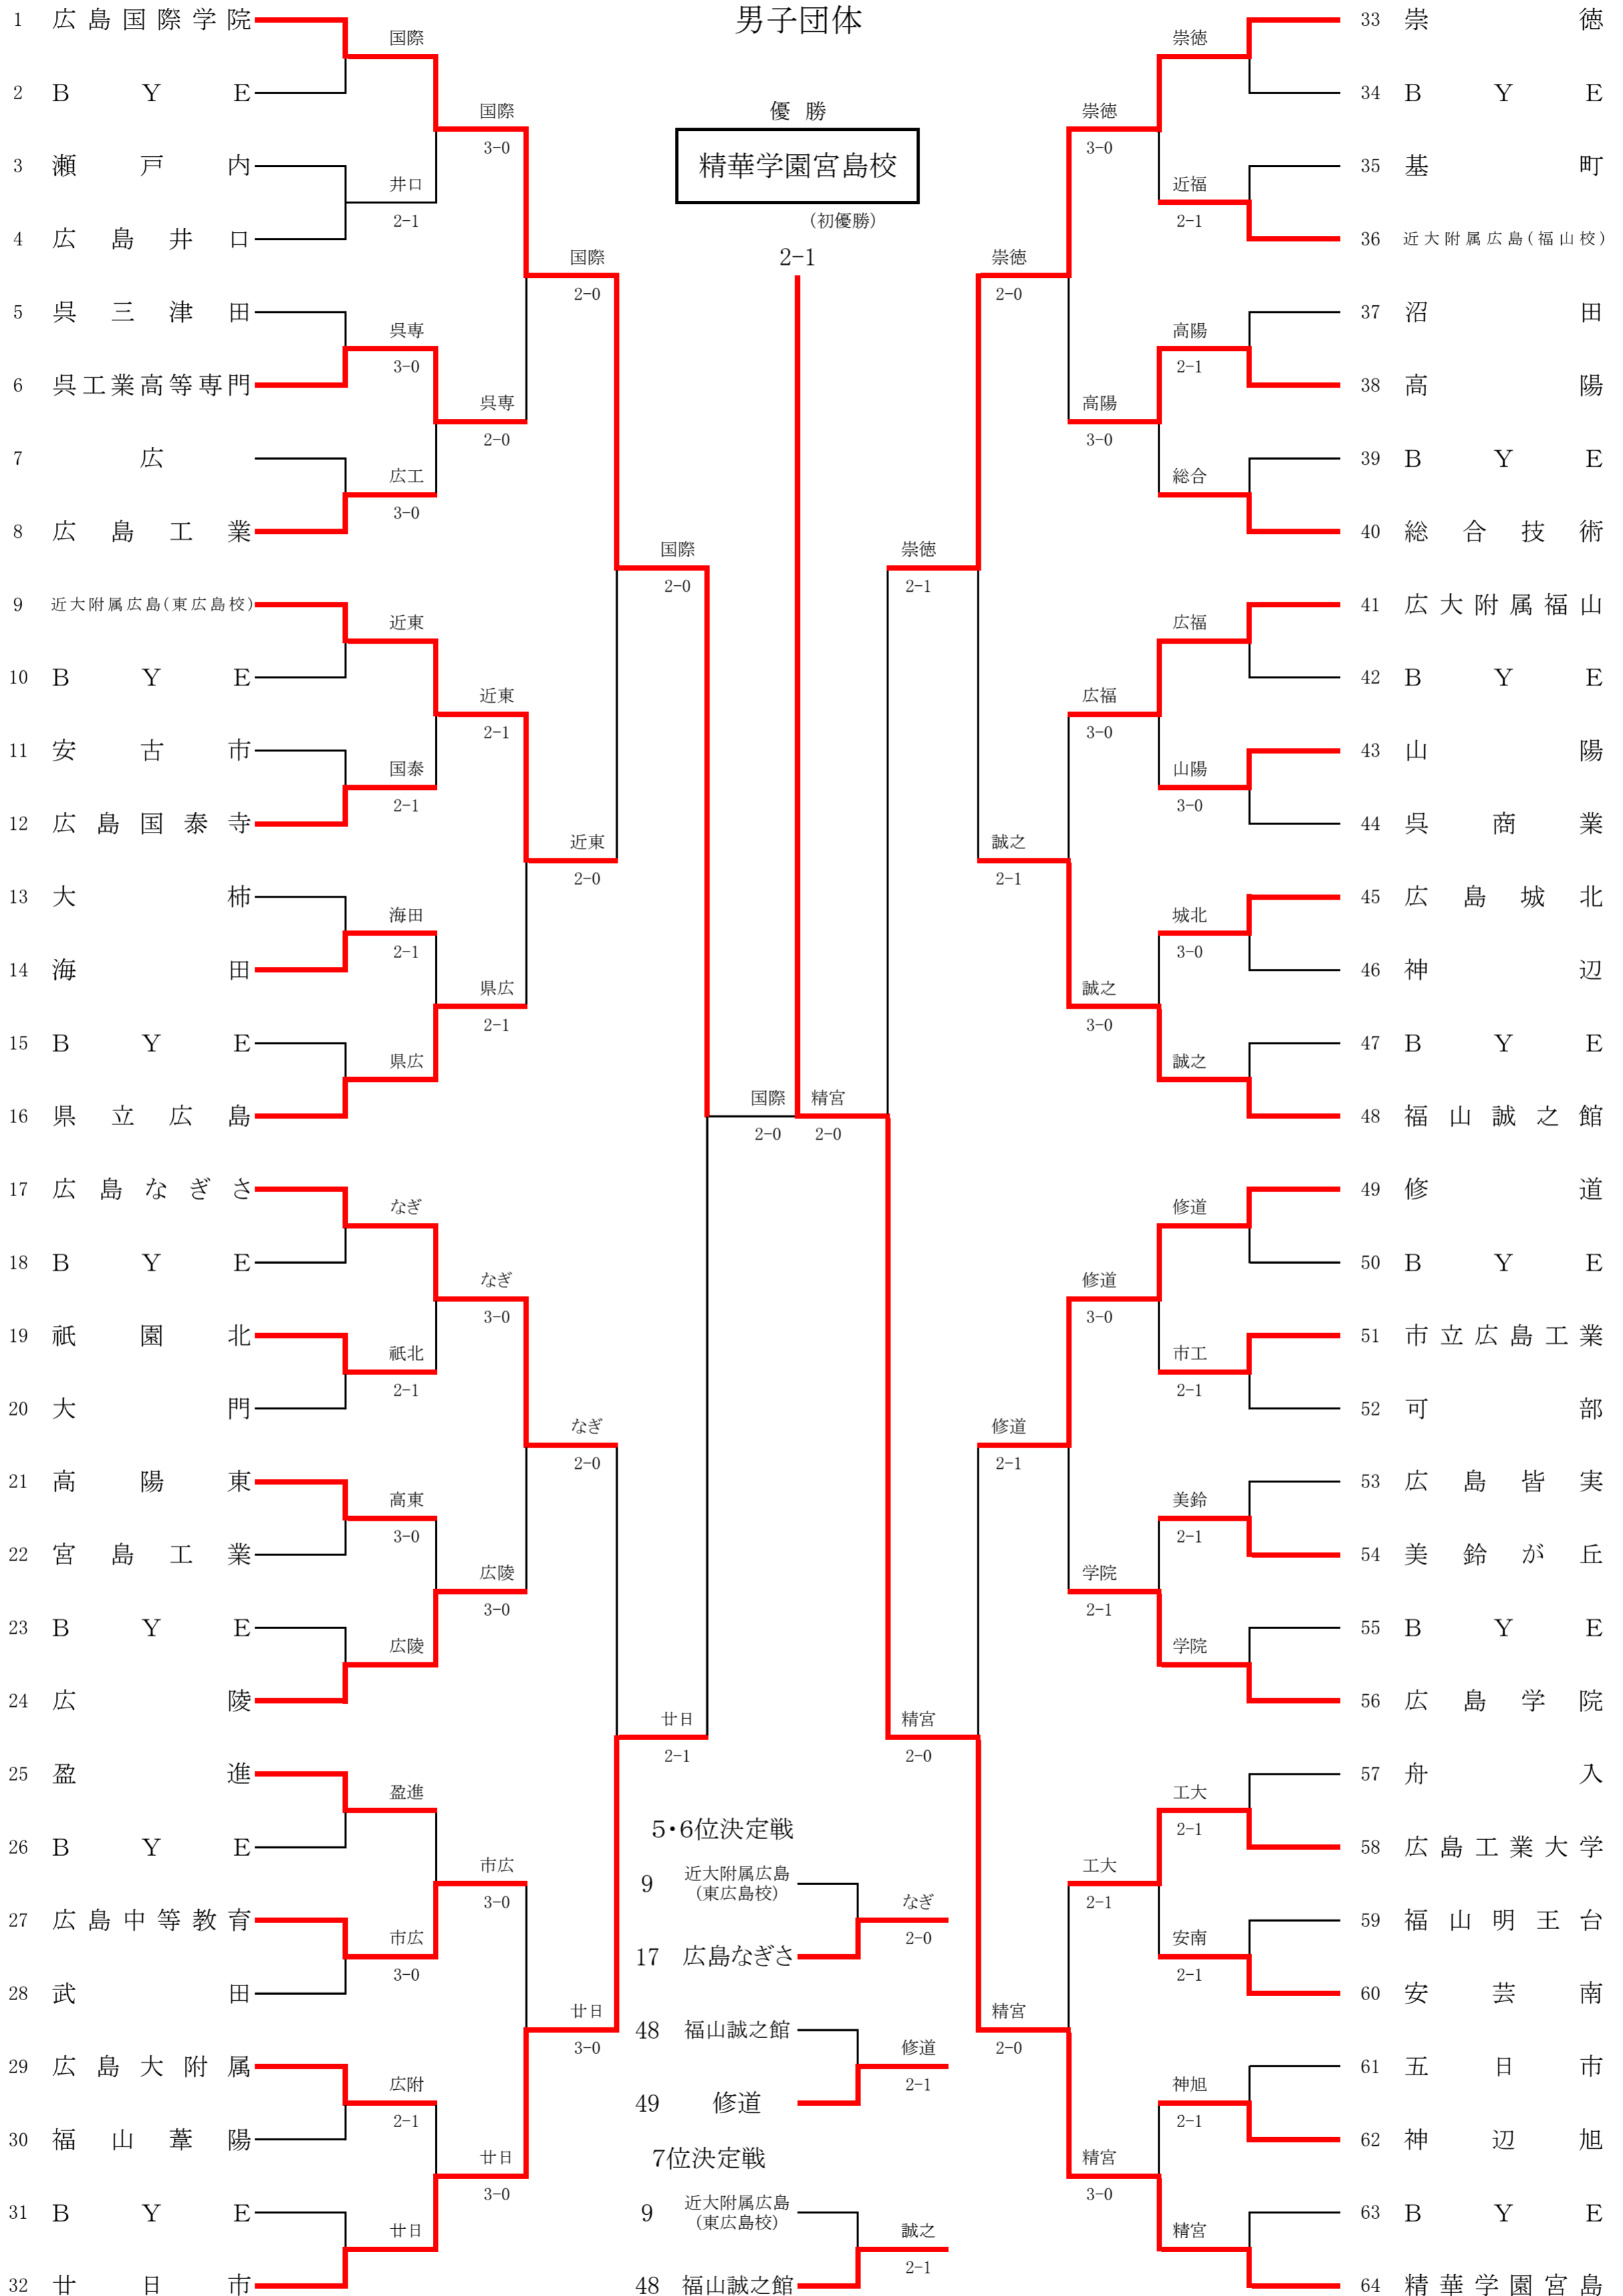 男子団体
優勝
精華学園宮島校
(初優勝)
2-1
1 広島国際学院
2 BYE
3 瀬戸内
4 広島井口
5 呉三津田
6 呉工業高等専門
7 広
8 広島工業
9 近大附属広島(東広島校)
10 BYE
11 安古市
12 広島国泰寺
13 大柿
14 海田
15 BYE
16 県立広島
17 広島なぎさ
18 BYE
19 祇園北
20 大門
21 高陽東
22 宮島工業
23 BYE
24 広陵
25 盈進
26 BYE
27 広島中等教育
28 武田
29 広島大附属
30 福山葦陽
31 BYE
32 廿日市
国際
井口
2-1
呉専
3-0
広工
3-0
近東
国泰
2-1
海田
2-1
県広
なぎ
祇北
2-1
高東
3-0
広陵
盈進
市広
3-0
広附
2-1
廿日
国際
3-0
呉専
2-0
近東
2-1
県広
2-1
なぎ
3-0
広陵
3-0
市広
3-0
廿日
3-0
国際
2-0
近東
2-0
なぎ
2-0
廿日
3-0
国際
2-0
廿日
2-1
国際
2-0
精宮
2-0
崇徳
2-1
精宮
2-0
崇徳
2-0
誠之
2-1
修道
2-1
精宮
2-0
崇徳
3-0
高陽
3-0
広福
3-0
誠之
3-0
修道
3-0
学院
2-1
工大
2-1
精宮
3-0
崇徳
近福
2-1
高陽
2-1
総合
広福
山陽
3-0
城北
3-0
誠之
修道
市工
2-1
美鈴
2-1
学院
工大
2-1
安南
2-1
神旭
2-1
精宮
33 崇徳
34 BYE
35 基町
36 近大附属広島(福山校)
37 沼田
38 高陽
39 BYE
40 総合技術
41 広大附属福山
42 BYE
43 山陽
44 呉商業
45 広島城北
46 神辺
47 BYE
48 福山誠之館
49 修道
50 BYE
51 市立広島工業
52 可部
53 広島皆実
54 美鈴が丘
55 BYE
56 広島学院
57 舟入
58 広島工業大学
59 福山明王台
60 安芸南
61 五日市
62 神辺旭
63 BYE
64 精華学園宮島
5・6位決定戦
9 近大附属広島
(東広島校)
17 広島なぎさ
なぎ
2-0
48 福山誠之館
49 修道
修道
2-1
7位決定戦
9 近大附属広島
(東広島校)
48 福山誠之館
誠之
2-1